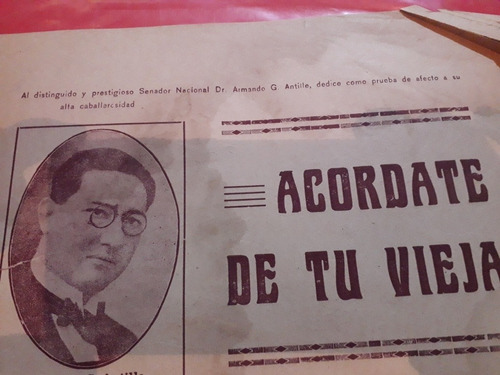 Al distinguido y prestigioso Senador Nacional Dr. Armando G. Antille, dedico como prueba de afecto a su
alta caballerosidad
ACORDATE
DE TU VIEJA